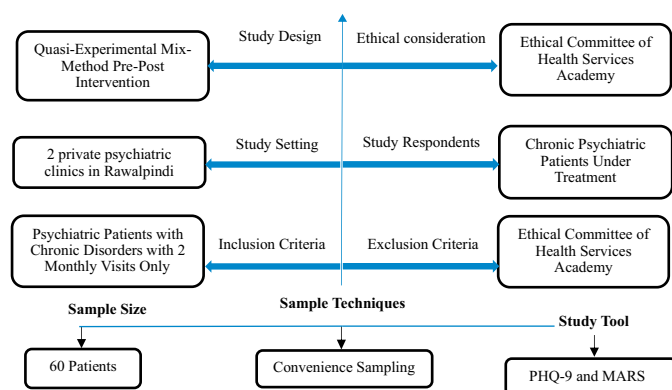 Quasi-Experimental Mix-
Method Pre-Post
Intervention
Study Design
Ethical consideration
Ethical Committee of
Health Services
Academy
2 private psychiatric
clinics in Rawalpindi
Study Setting
Study Respondents
Chronic Psychiatric
Patients Under
Treatment
Psychiatric Patients with
Chronic Disorders with 2
Monthly Visits Only
Inclusion Criteria
Exclusion Criteria
Ethical Committee of
Health Services
Academy
Sample Size
Sample Techniques
Study Tool
60 Patients
Convenience Sampling
PHQ-9 and MARS